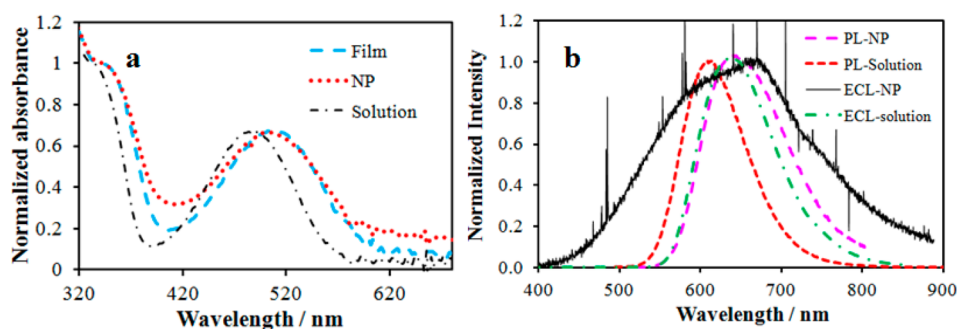 a
Film
NP
Solution
Normalized absorbance
1.2
1
0.8
0.6
0.4
0.2
0
320
420
520
620
Wavelength / nm
b
PL-NP
PL-Solution
ECL-NP
ECL-solution
Normalized Intensity
1.2
1.0
0.8
0.6
0.4
0.2
0.0
400
500
600
700
800
900
Wavelength / nm